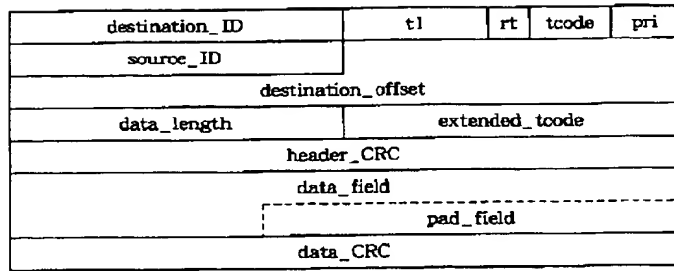 destination_ID tl rt tcode pri
source_ID
destination_offset
data_length extended_tcode
header_CRC
data_field
pad_field
data_CRC